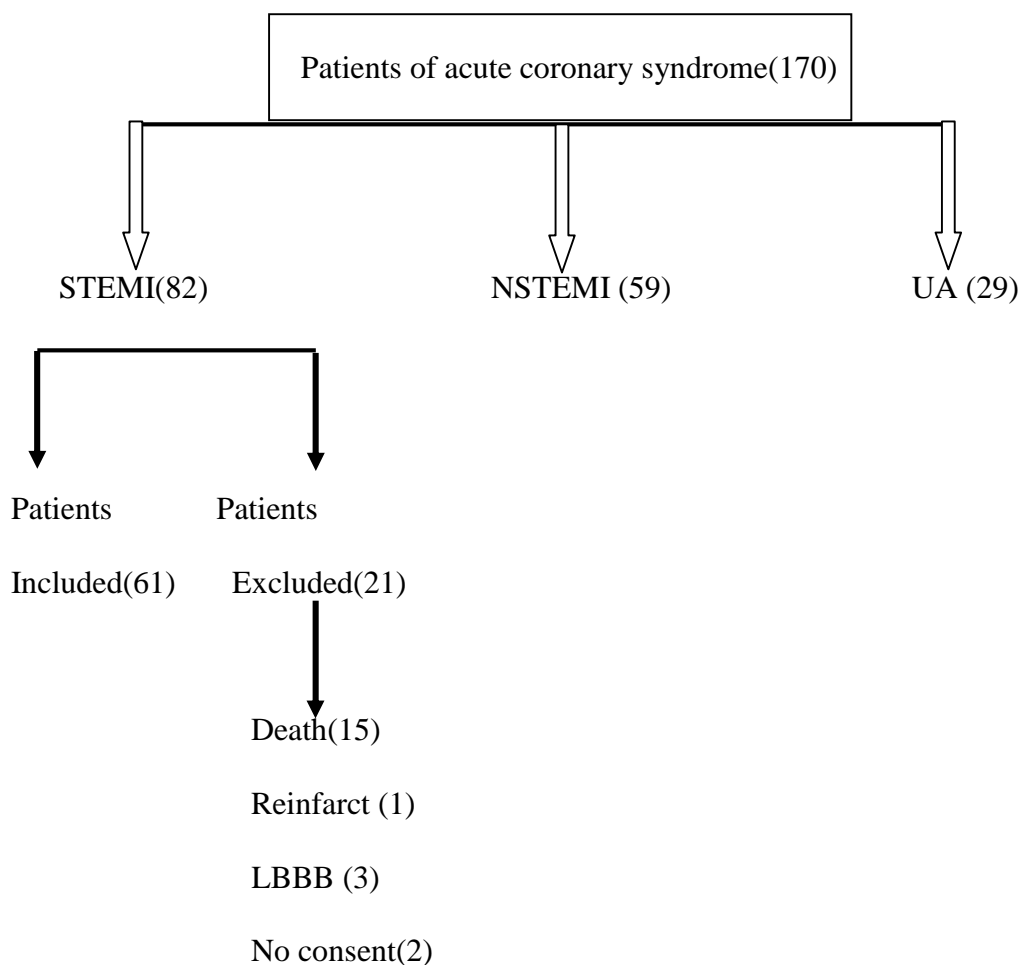 Patients of acute coronary syndrome(170)
STEMI(82) NSTEMI (59) UA (29)
Patients Patients
Included(61) Excluded(21)
Death(15)
Reinfarct (1)
LBBB (3)
No consent(2)